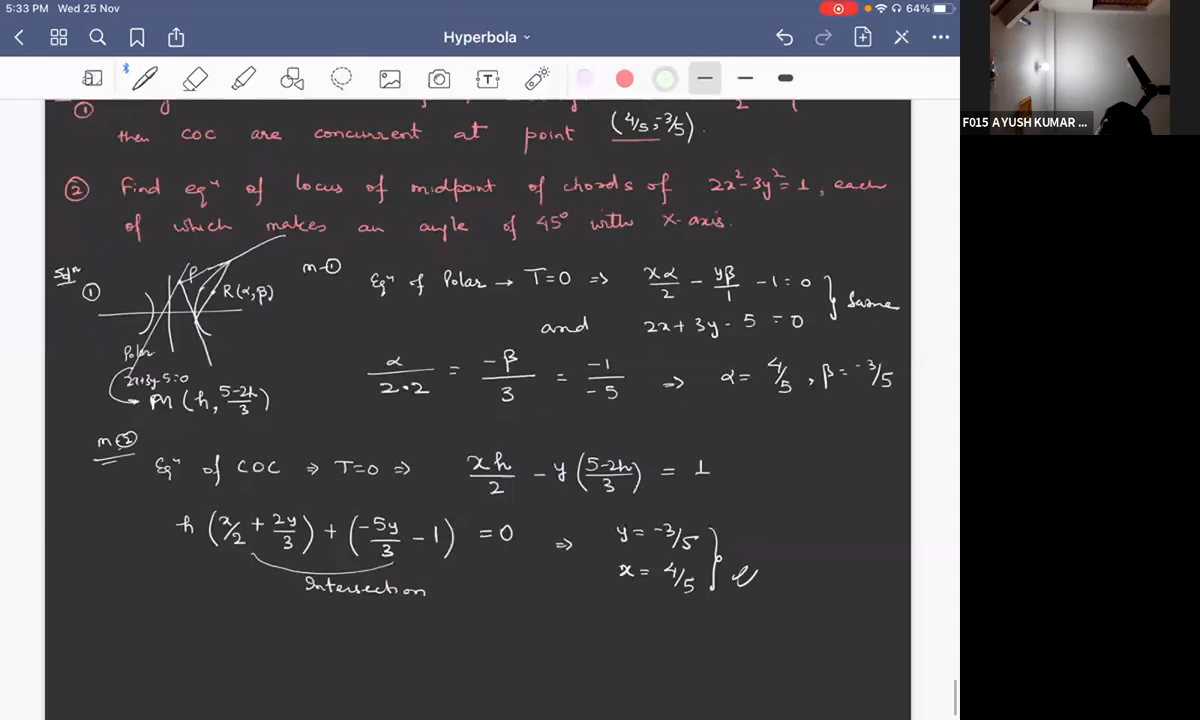 5:33 PM Wed 25 Nov
64%
Hyperbola
F015 AYUSH KUMAR ...
①
then COC are concurrent at point (4/5, -3/5).
② Find eqⁿ of locus of midpoint of chords of 2x² - 3y² = 1, each
of which makes an angle of 45° with x-axis.
Solⁿ
①
P
R(α, β)
Polar
2x+3y-5=0
M (h, 5-2h/3)
m-① Eqⁿ of Polar → T=0 ⇒ xα/2 - yβ/1 - 1 = 0
and 2x + 3y - 5 = 0
} Same
α/2·2 = -β/3 = -1/-5 ⇒ α = 4/5, β = -3/5
m-②
Eqⁿ of COC ⇒ T=0 ⇒ xh/2 - y(5-2h/3) = 1
h(x/2 + 2y/3) + (-5y/3 - 1) = 0 ⇒ y = -3/5
x = 4/5
Intersection